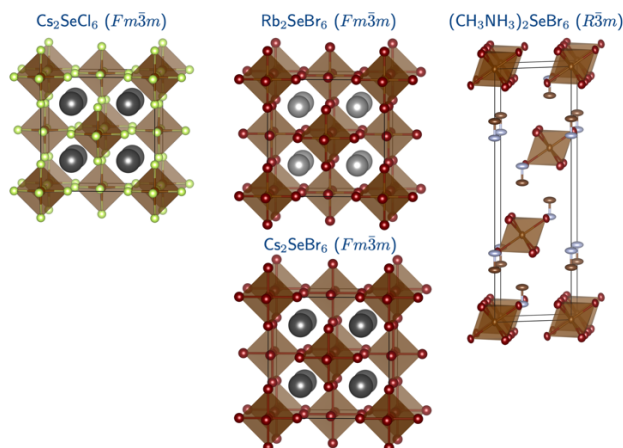 Cs₂SeCl₆ (Fm3̄m)
Rb₂SeBr₆ (Fm3̄m)
(CH₃NH₃)₂SeBr₆ (R3̄m)
Cs₂SeBr₆ (Fm3̄m)